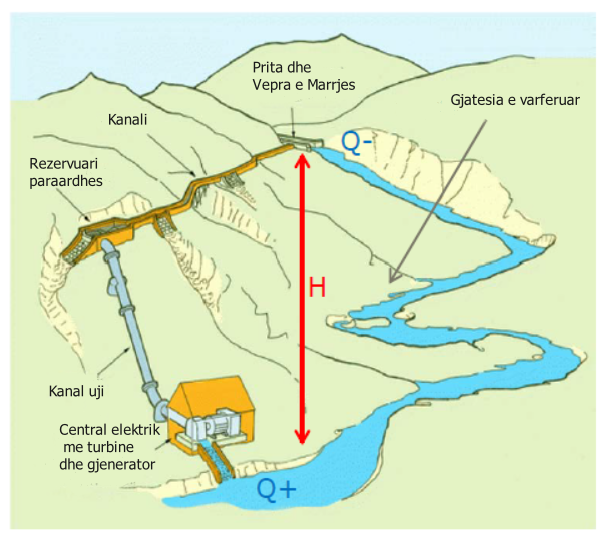 Prita dhe
Vepra e Marrjes
Gjatesia e varferuar
Kanali
Q-
Rezervuari
paraardhes
H
Kanal uji
Central elektrik
me turbine
dhe gjenerator
Q+